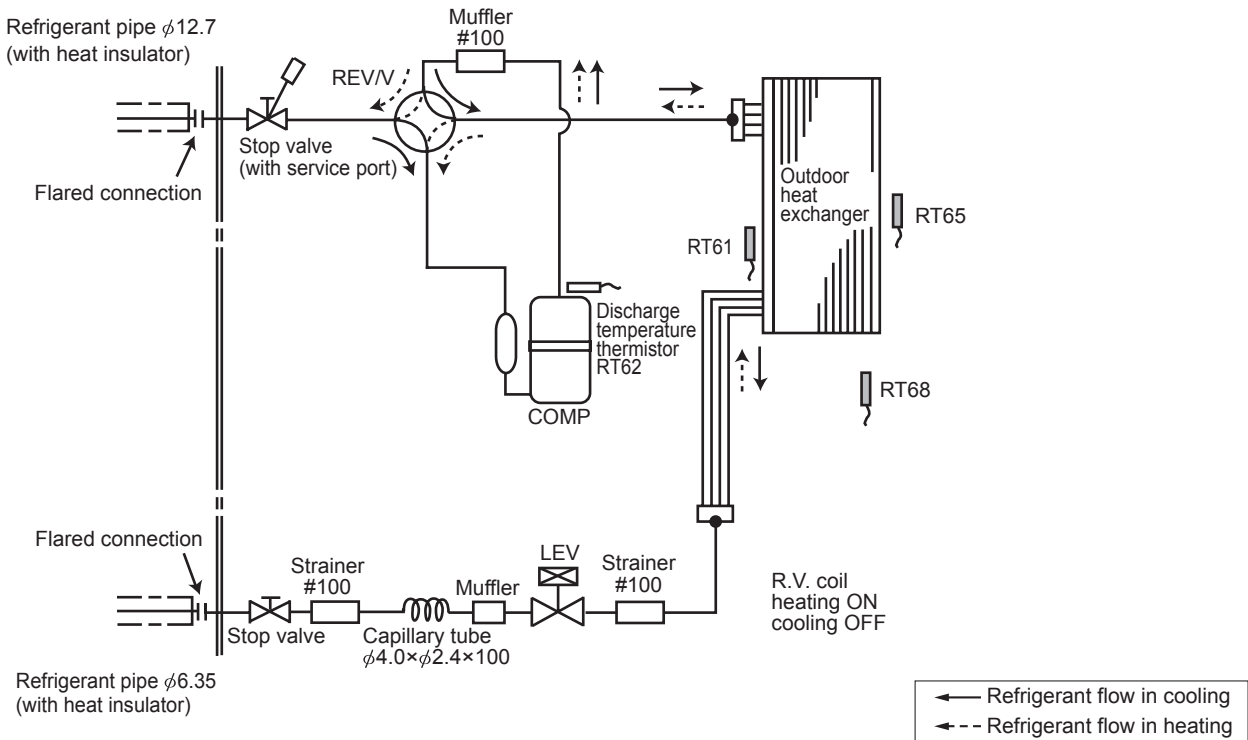 Refrigerant pipe ϕ12.7
(with heat insulator)
Muffler
#100
REV/V
Stop valve
(with service port)
Flared connection
Outdoor
heat
exchanger
RT65
RT61
Discharge
temperature
thermistor
RT62
COMP
RT68
Flared connection
Strainer
#100
LEV
Muffler
Strainer
#100
Stop valve
Capillary tube
ϕ4.0×ϕ2.4×100
R.V. coil
heating ON
cooling OFF
Refrigerant pipe ϕ6.35
(with heat insulator)
Refrigerant flow in cooling
Refrigerant flow in heating